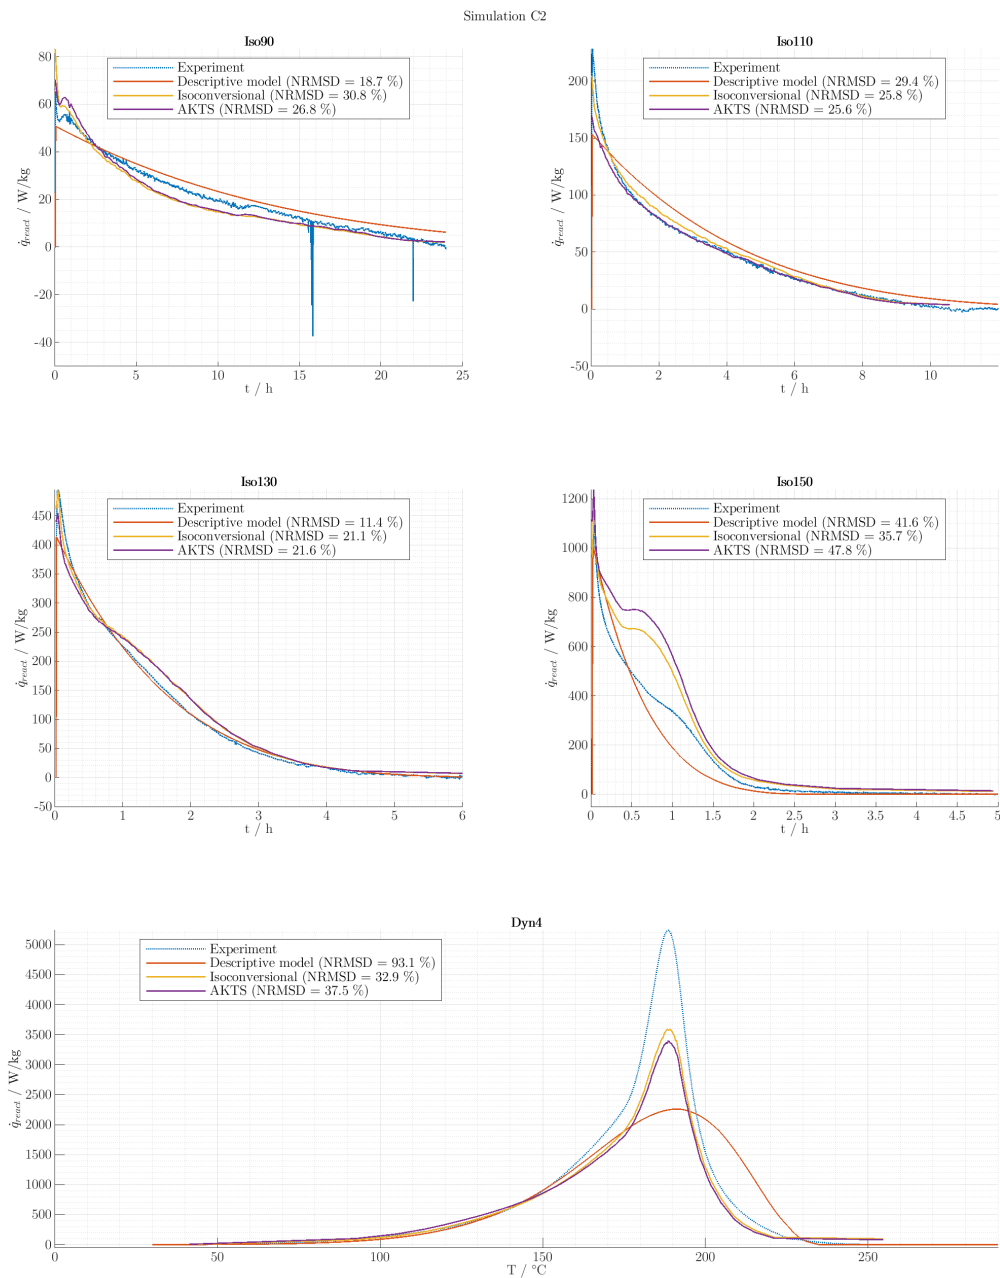 Simulation C2
Iso90
Experiment
Descriptive model (NRMSD = 18.7 %)
Isoconversional (NRMSD = 30.8 %)
AKTS (NRMSD = 26.8 %)
80
60
40
20
0
-20
-40
q̇react / W/kg
0 5 10 15 20 25
t / h
Iso110
Experiment
Descriptive model (NRMSD = 29.4 %)
Isoconversional (NRMSD = 25.8 %)
AKTS (NRMSD = 25.6 %)
200
150
100
50
0
-50
q̇react / W/kg
0 2 4 6 8 10
t / h
Iso130
Experiment
Descriptive model (NRMSD = 11.4 %)
Isoconversional (NRMSD = 21.1 %)
AKTS (NRMSD = 21.6 %)
450
400
350
300
250
200
150
100
50
0
-50
q̇react / W/kg
0 1 2 3 4 5 6
t / h
Iso150
Experiment
Descriptive model (NRMSD = 41.6 %)
Isoconversional (NRMSD = 35.7 %)
AKTS (NRMSD = 47.8 %)
1200
1000
800
600
400
200
0
q̇react / W/kg
0 0.5 1 1.5 2 2.5 3 3.5 4 4.5 5
t / h
Dyn4
Experiment
Descriptive model (NRMSD = 93.1 %)
Isoconversional (NRMSD = 32.9 %)
AKTS (NRMSD = 37.5 %)
5000
4500
4000
3500
3000
2500
2000
1500
1000
500
0
q̇react / W/kg
0 50 100 150 200 250
T / °C